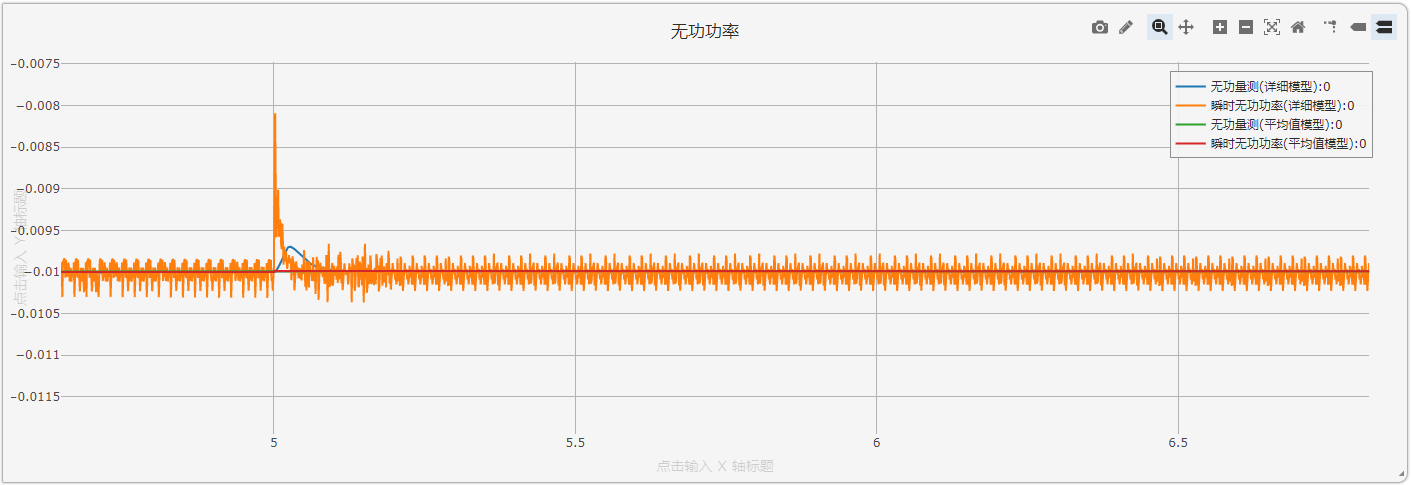 无功功率
−0.0075
−0.008
−0.0085
−0.009
−0.0095
−0.01
−0.0105
−0.011
−0.0115
点击输入 Y 轴标题
无功量测(详细模型):0
瞬时无功功率(详细模型):0
无功量测(平均值模型):0
瞬时无功功率(平均值模型):0
5
5.5
6
6.5
点击输入 X 轴标题